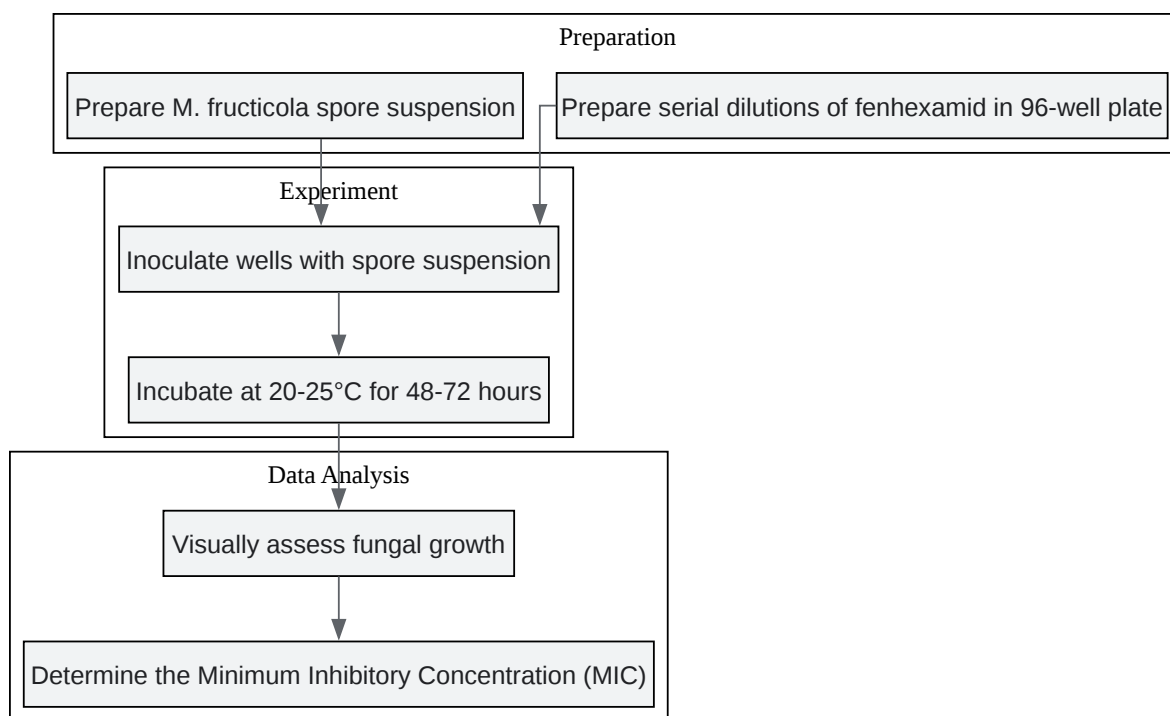 Preparation
Prepare M. fructicola spore suspension
Prepare serial dilutions of fenhexamid in 96-well plate
Experiment
Inoculate wells with spore suspension
Incubate at 20-25°C for 48-72 hours
Data Analysis
Visually assess fungal growth
Determine the Minimum Inhibitory Concentration (MIC)